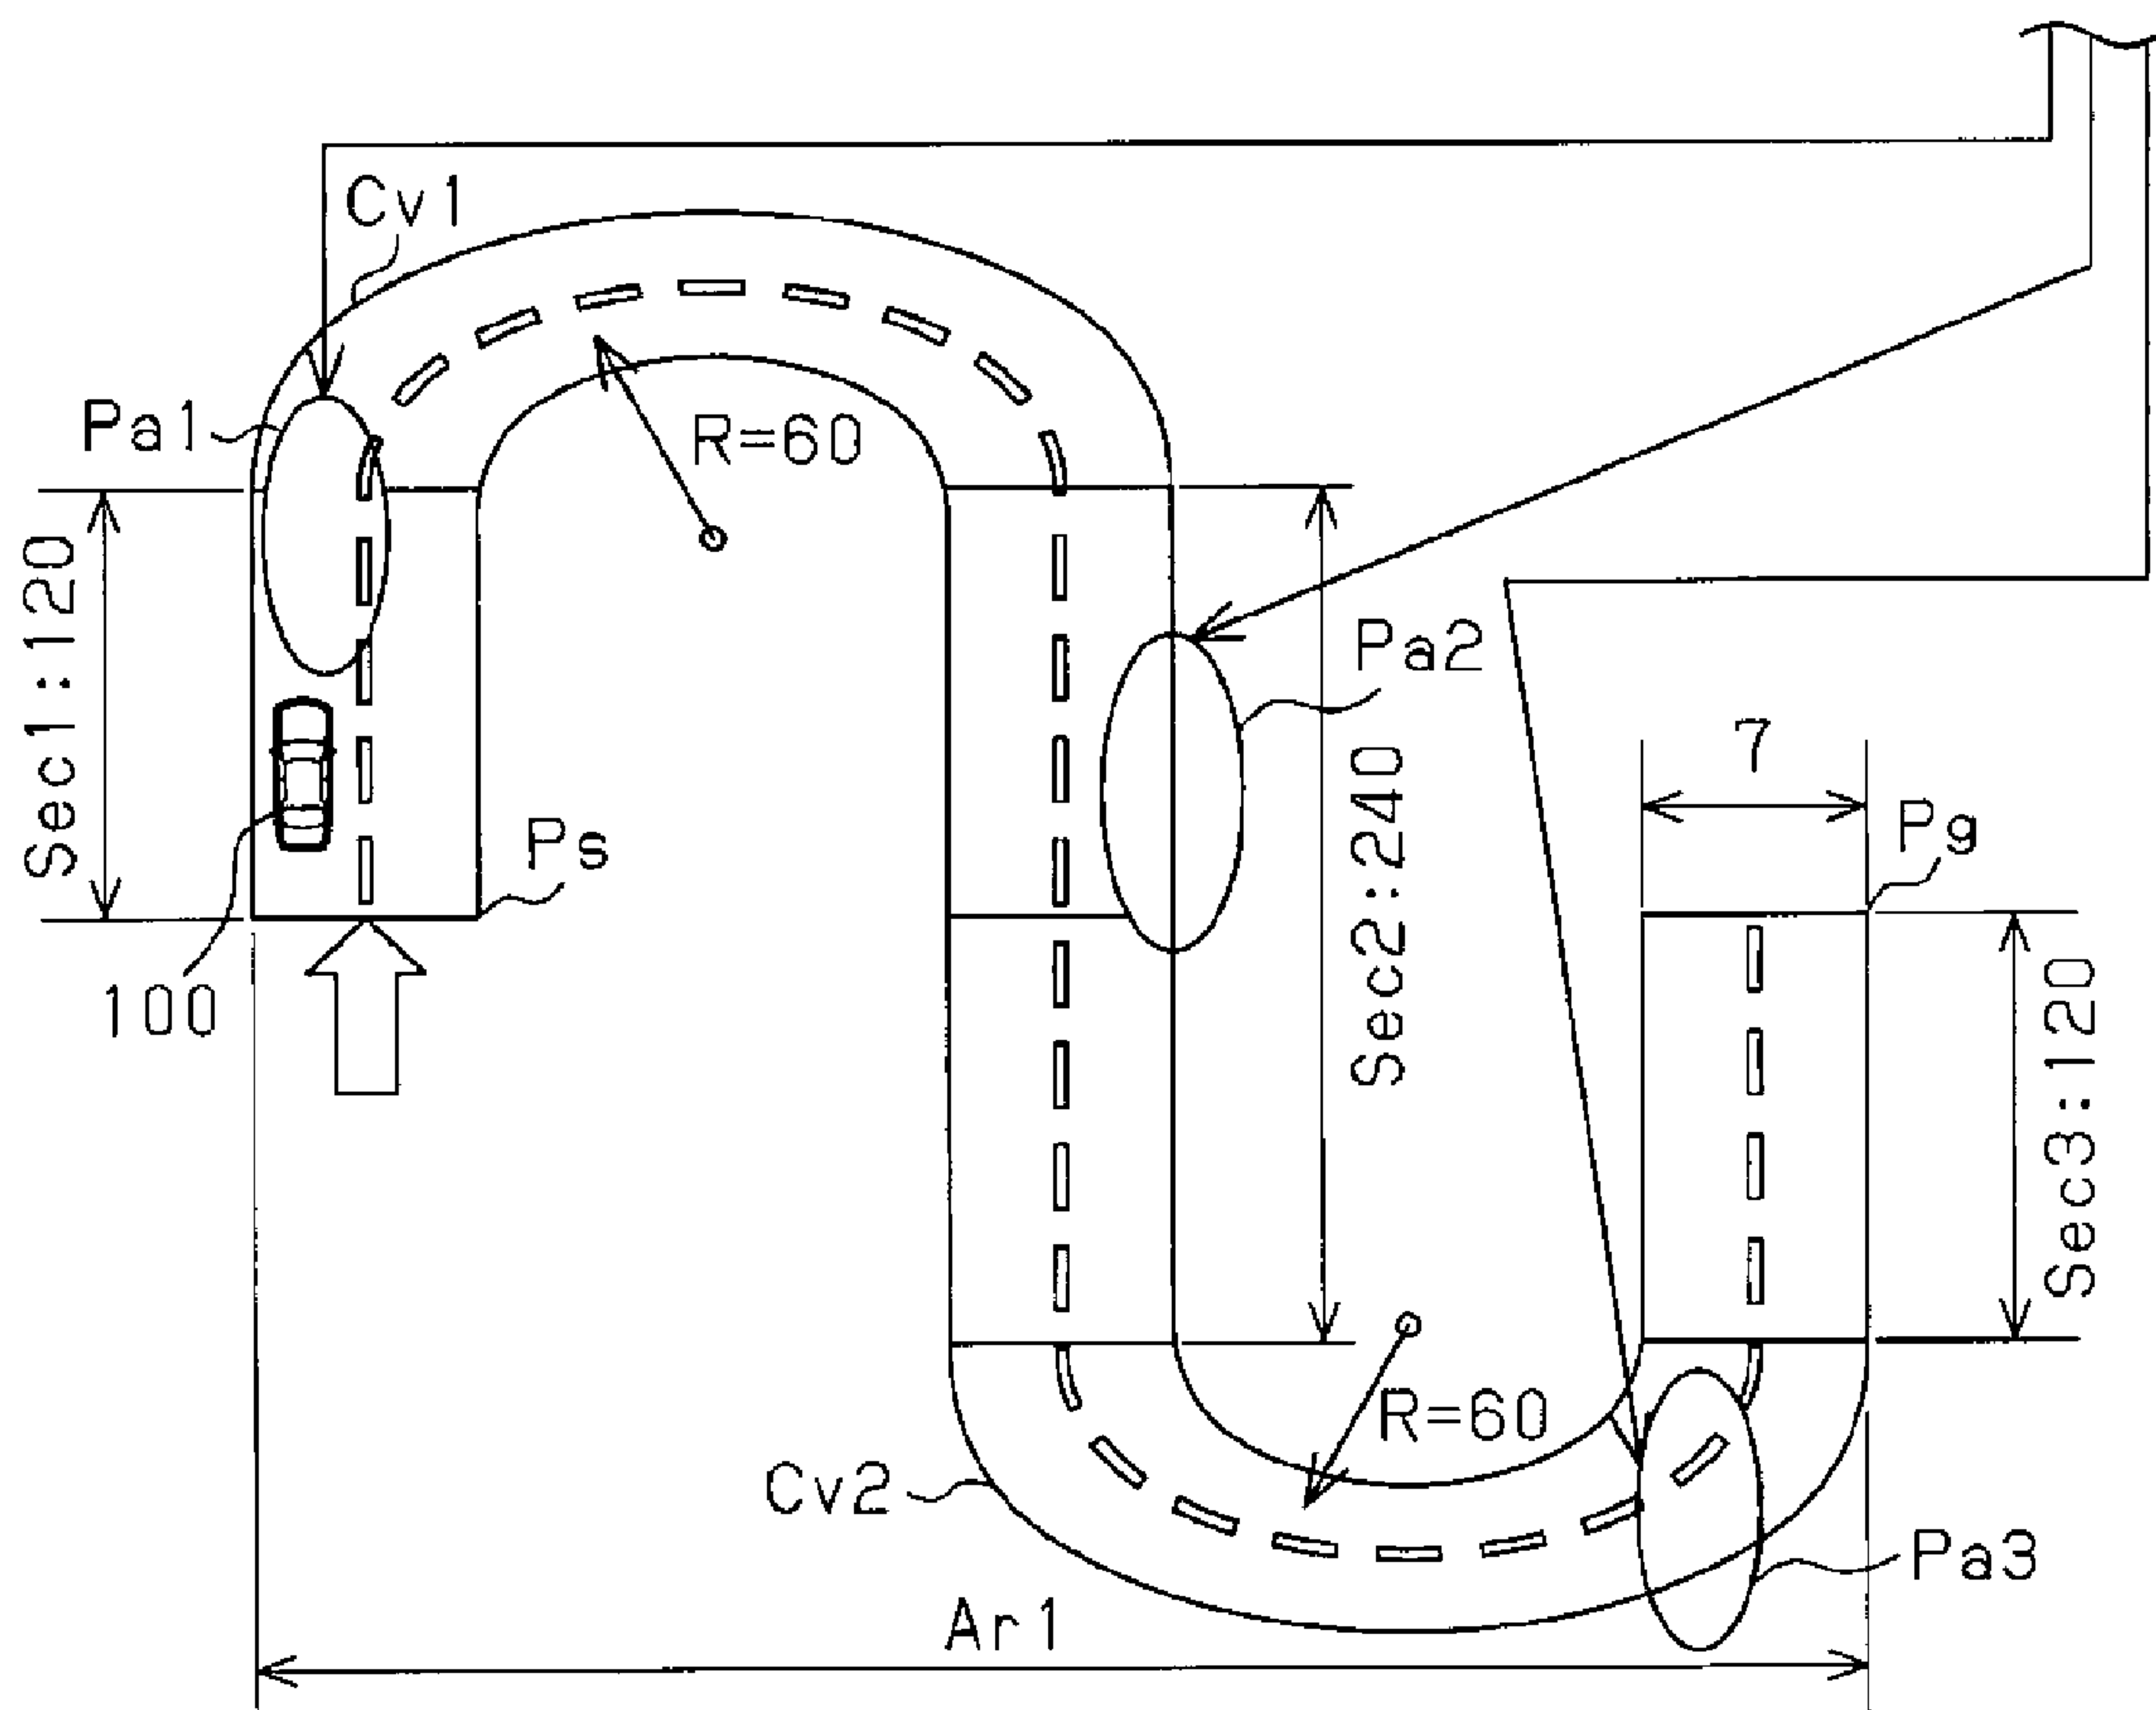 Cv1
Pa1
R=60
Sec1:120
Pa2
7
Ps
Pg
Sec2:240
100
Sec3:120
R=60
Cv2
Pa3
Ar1